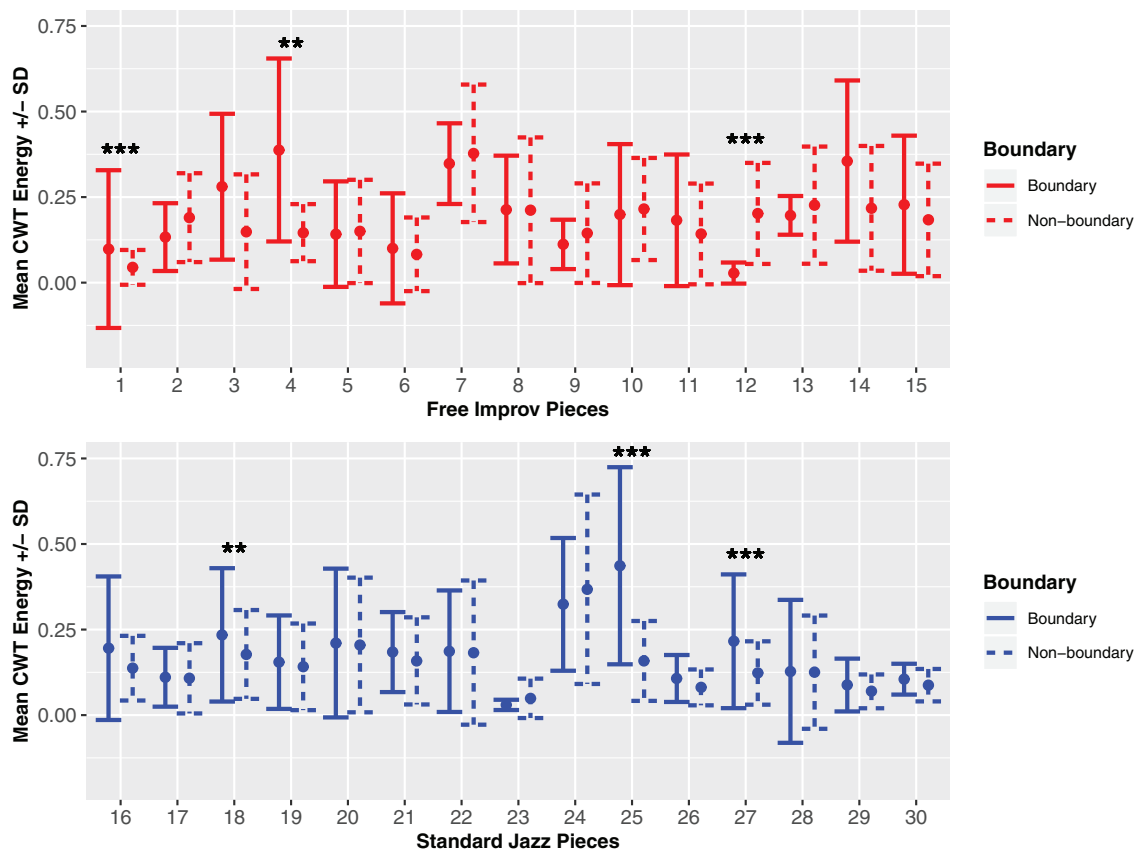 Mean CWT Energy +/− SD
0.75
0.50
0.25
0.00
***
**
***
1 2 3 4 5 6 7 8 9 10 11 12 13 14 15
Free Improv Pieces
Boundary
Boundary
Non−boundary
Mean CWT Energy +/− SD
0.75
0.50
0.25
0.00
**
***
***
16 17 18 19 20 21 22 23 24 25 26 27 28 29 30
Standard Jazz Pieces
Boundary
Boundary
Non−boundary